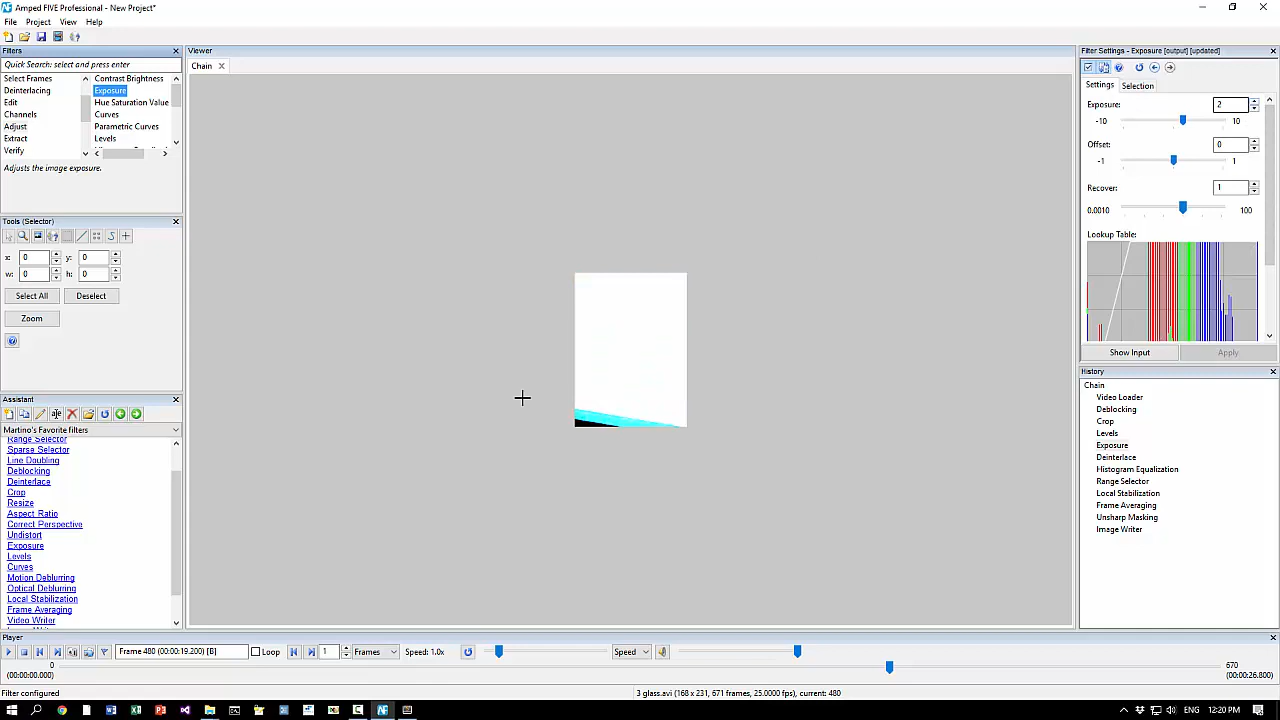 Amped FIVE Professional - New Project*
File Project View Help
Filters
Quick Search: select and press enter
Select Frames
Deinterlacing
Edit
Channels
Adjust
Extract
Verify
Contrast Brightness
Exposure
Hue Saturation Value
Curves
Parametric Curves
Levels
Adjusts the image exposure.
Tools (Selector)
x: 0 y: 0
w: 0 h: 0
Select All Deselect
Zoom
Assistant
Martino's Favorite filters
Range Selector
Sparse Selector
Line Doubling
Deblocking
Deinterlace
Crop
Resize
Aspect Ratio
Correct Perspective
Undistort
Exposure
Levels
Curves
Motion Deblurring
Optical Deblurring
Local Stabilization
Frame Averaging
Video Writer
Viewer
Chain
Filter Settings - Exposure [output] [updated]
Settings Selection
Exposure: 2
-10 10
Offset: 0
-1 1
Recover: 1
0.0010 100
Lookup Table:
Show Input Apply
History
Chain
Video Loader
Deblocking
Crop
Levels
Exposure
Deinterlace
Histogram Equalization
Range Selector
Local Stabilization
Frame Averaging
Unsharp Masking
Image Writer
Player
Frame 480 (00:00:19.200) [B] Loop 1 Frames Speed: 1.0x Speed
0 670
(00:00:00.000) (00:00:26.800)
Filter configured 3 glass.avi (168 x 231, 671 frames, 25.0000 fps), current: 480
ENG 12:20 PM